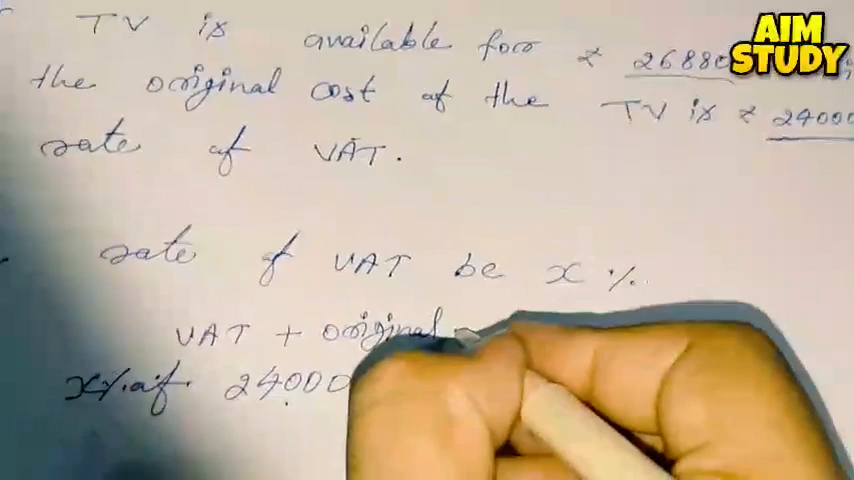 TV is available for ₹ 26880
AIM
STUDY
the original cost of the TV is ₹ 24000
rate of VAT.
rate of VAT be x %.
VAT + original
x%.of. 24000